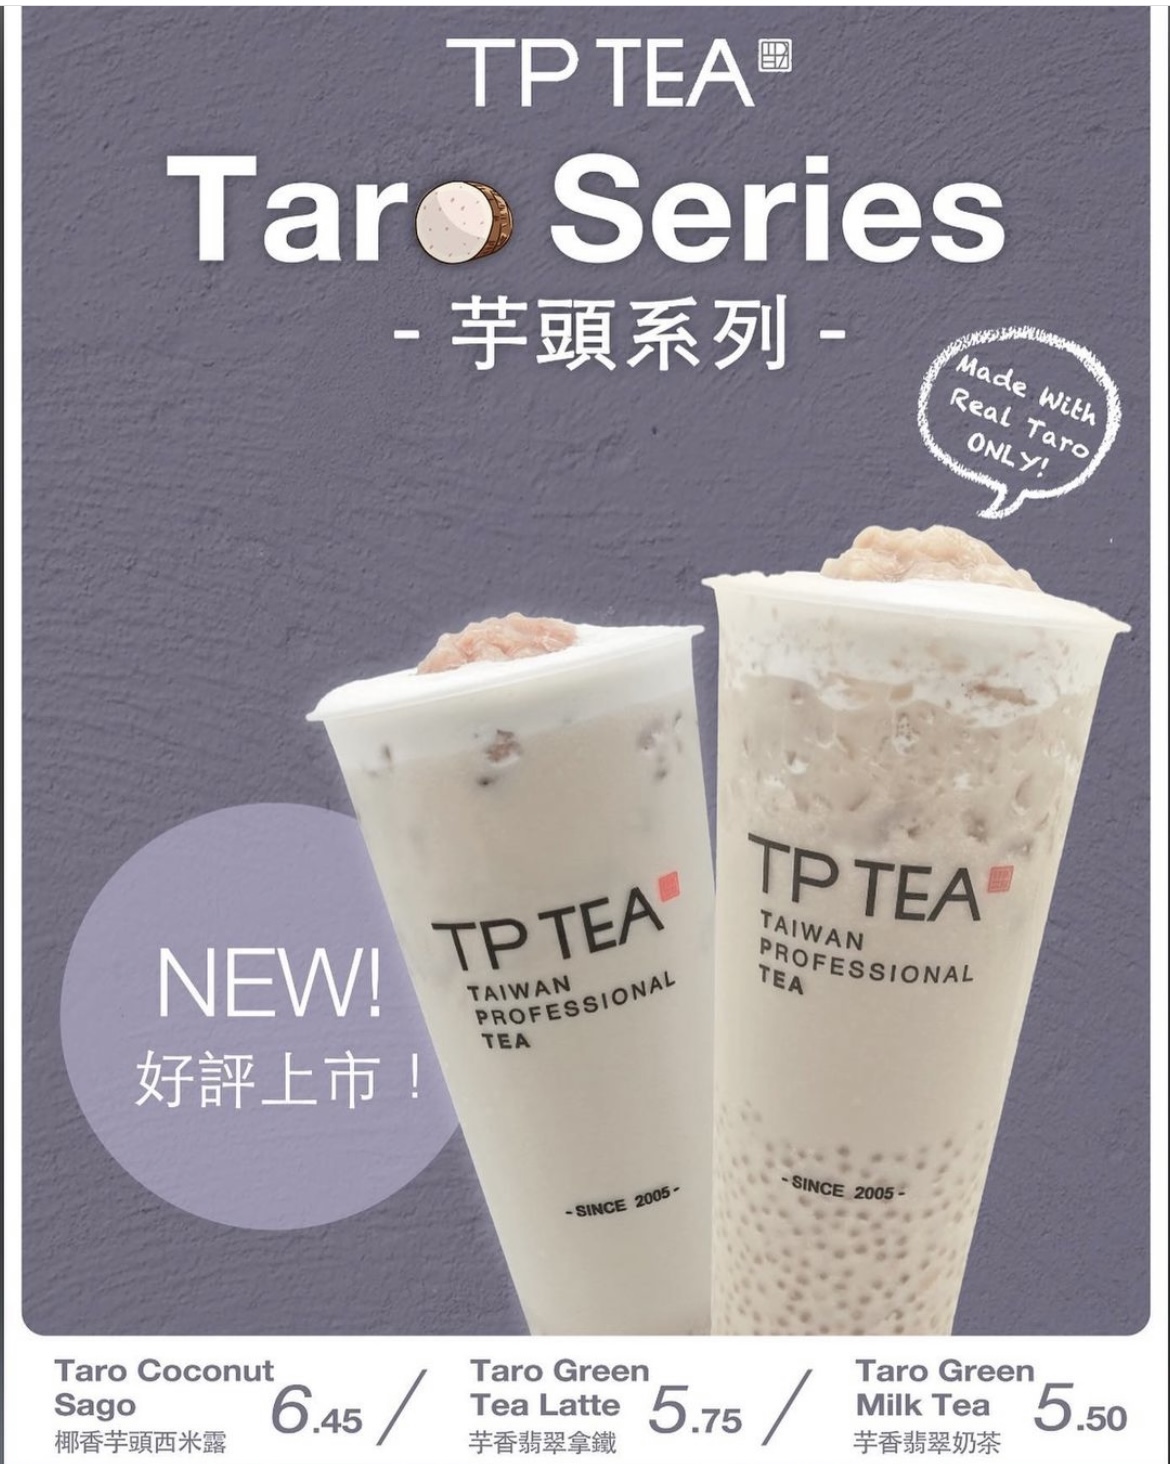 TP TEA
Taro Series
- 芋頭系列 -
Made With
Real Taro
ONLY!
NEW!
好評上市！
TP TEA
TAIWAN
PROFESSIONAL
TEA
-SINCE 2005-
TP TEA
TAIWAN
PROFESSIONAL
TEA
-SINCE 2005-
Taro Coconut
Sago 6.45
椰香芋頭西米露
Taro Green
Tea Latte 5.75
芋香翡翠拿鐵
Taro Green
Milk Tea 5.50
芋香翡翠奶茶